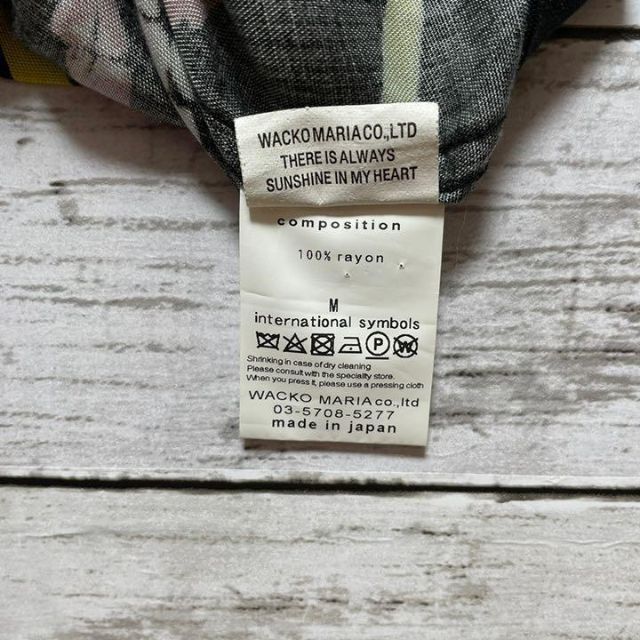 WACKO MARIA CO.,LTD
THERE IS ALWAYS
SUNSHINE IN MY HEART
composition
100% rayon
M
international symbols
P W
Shrinking in case of dry cleaning
Please consult with the specialty store.
When you press it, please use a pressing cloth
WACKO MARIA co.,ltd
03-5708-5277
made in japan